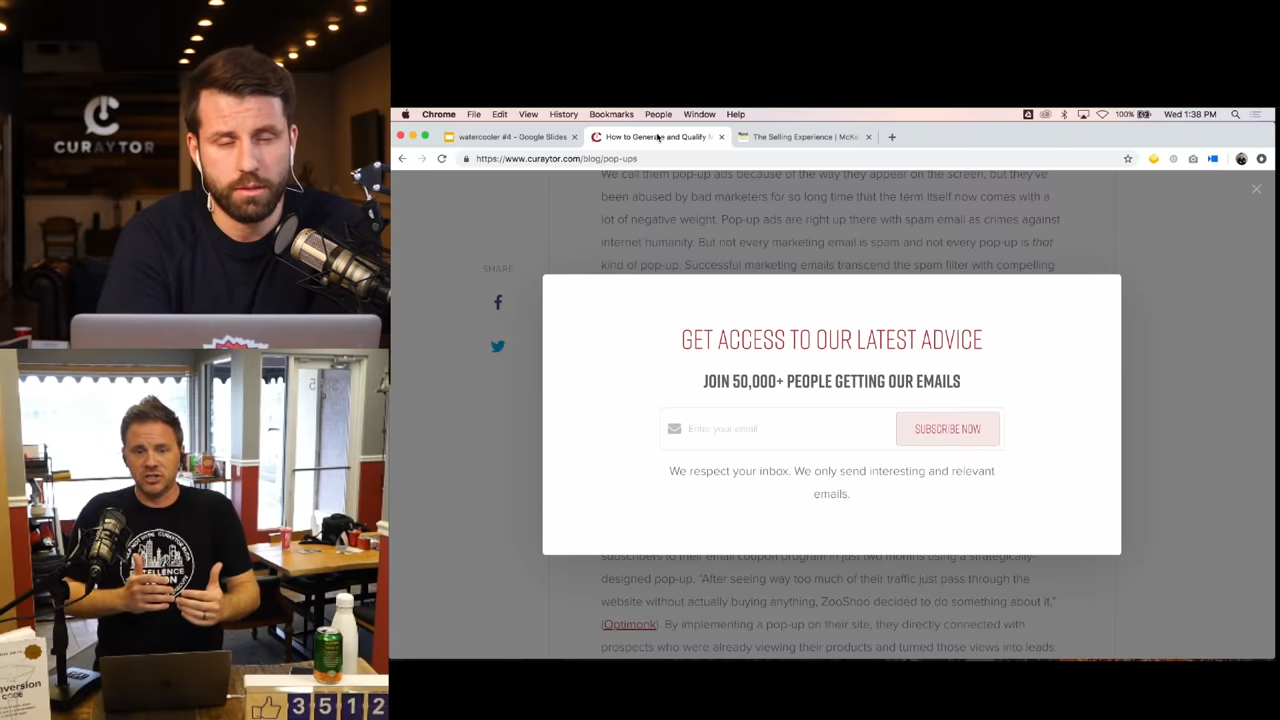 CURAYTOR
Chrome File Edit View History Bookmarks People Window Help
100%
Wed 1:38 PM
watercooler #4 - Google Slides
How to Generate and Qualify M
The Selling Experience | McKe
https://www.curaytor.com/blog/pop-ups
We call them pop-up ads because of the way they appear on the screen, but they've
been abused by bad marketers for so long time that the term itself now comes with a
lot of negative weight. Pop-up ads are right up there with spam email as crimes against
internet humanity. But not every marketing email is spam and not every pop-up is that
kind of pop-up. Successful marketing emails transcend the spam filter with compelling
SHARE
GET ACCESS TO OUR LATEST ADVICE
JOIN 50,000+ PEOPLE GETTING OUR EMAILS
Enter your email
SUBSCRIBE NOW
We respect your inbox. We only send interesting and relevant
emails.
subscribers to their email coupon program in just two months using a strategically-
designed pop-up. "After seeing way too much of their traffic just pass through the
website without actually buying anything, ZooShoo decided to do something about it,"
(Optimonk). By implementing a pop-up on their site, they directly connected with
prospects who were already viewing their products and turned those views into leads.
EXCELLENCE
nversion
CODE
3512